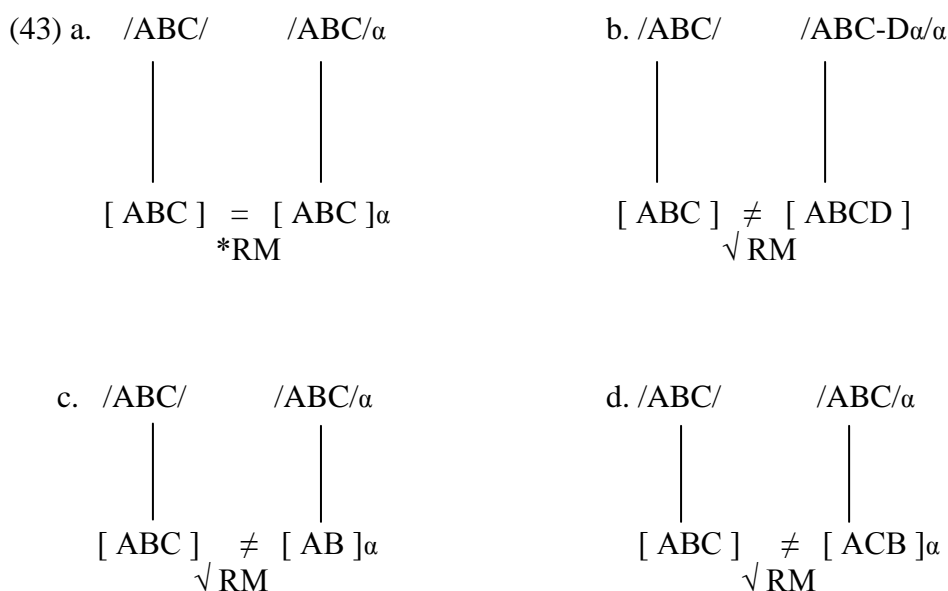 (43) a. /ABC/ /ABC/α b. /ABC/ /ABC-Dα/α
[ ABC ] = [ ABC ]α [ ABC ] ≠ [ ABCD ]
*RM √ RM
c. /ABC/ /ABC/α d. /ABC/ /ABC/α
[ ABC ] ≠ [ AB ]α [ ABC ] ≠ [ ACB ]α
√ RM √ RM